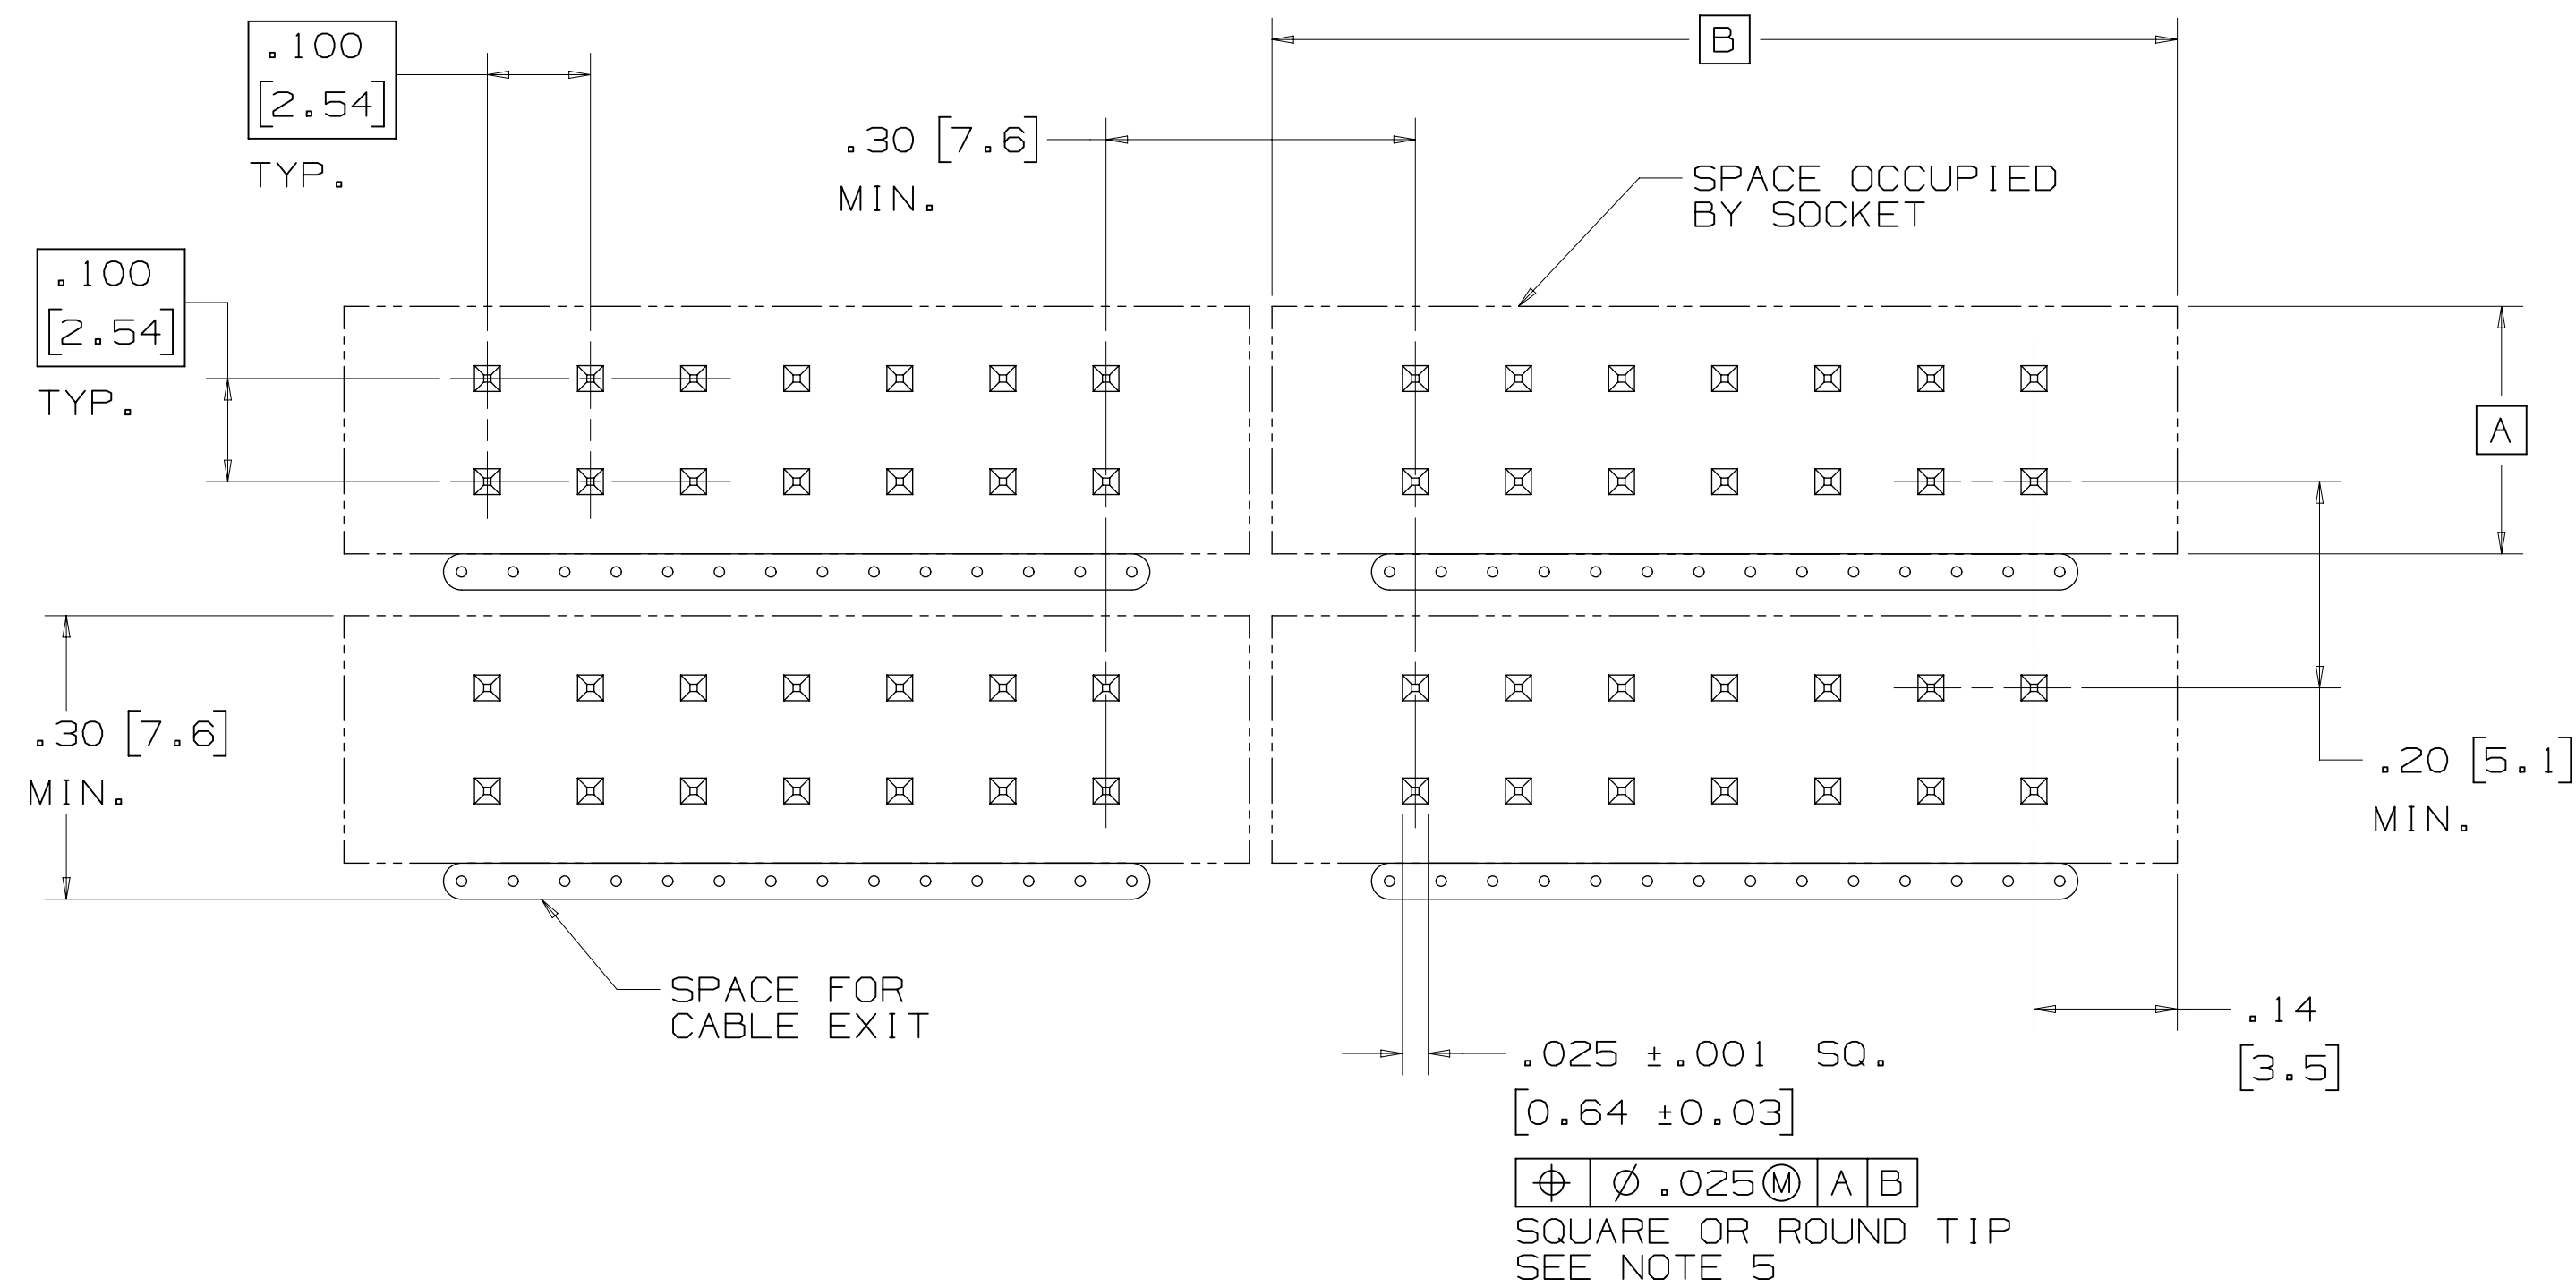 .100
[2.54]
TYP.
B
.30 [7.6]
MIN.
SPACE OCCUPIED
BY SOCKET
.100
[2.54]
TYP.
A
.30 [7.6]
MIN.
.20 [5.1]
MIN.
SPACE FOR
CABLE EXIT
.14
[3.5]
.025 ±.001 SQ.
[0.64 ±0.03]
⌖ Ø.025Ⓜ A B
SQUARE OR ROUND TIP
SEE NOTE 5